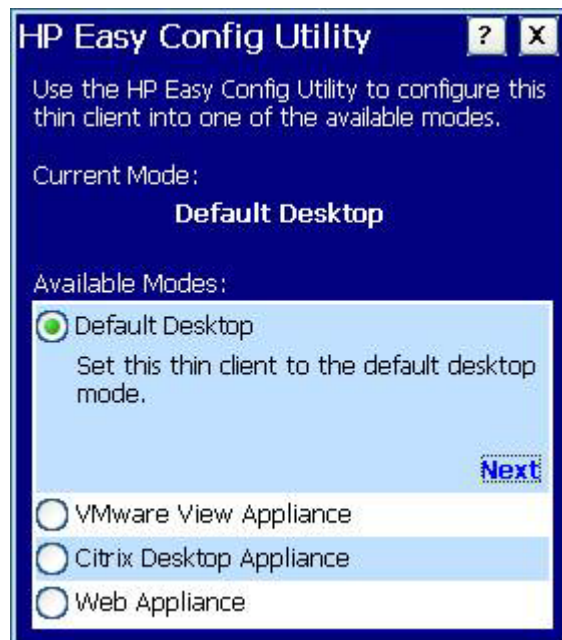 HP Easy Config Utility ? X
Use the HP Easy Config Utility to configure this
thin client into one of the available modes.
Current Mode:
Default Desktop
Available Modes:
Default Desktop
Set this thin client to the default desktop
mode.
Next
VMware View Appliance
Citrix Desktop Appliance
Web Appliance